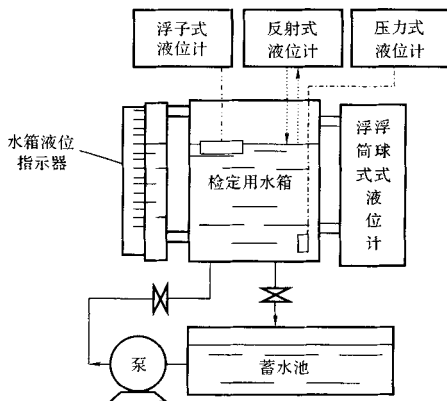 浮子式
液位计
反射式
液位计
压力式
液位计
水箱液位
指示器
检定用水箱
浮浮
筒球
式式
液
位
计
泵
蓄水池